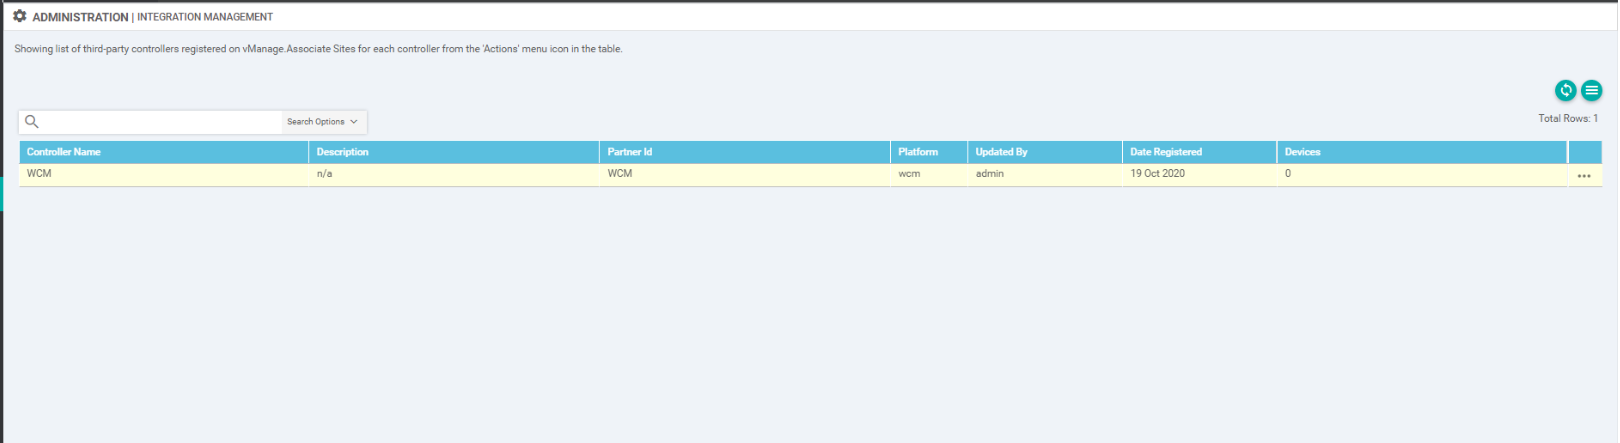 ADMINISTRATION | INTEGRATION MANAGEMENT
Showing list of third-party controllers registered on vManage.Associate Sites for each controller from the 'Actions' menu icon in the table.
Search Options
Total Rows: 1
Controller Name Description Partner Id Platform Updated By Date Registered Devices
WCM n/a WCM wcm admin 19 Oct 2020 0